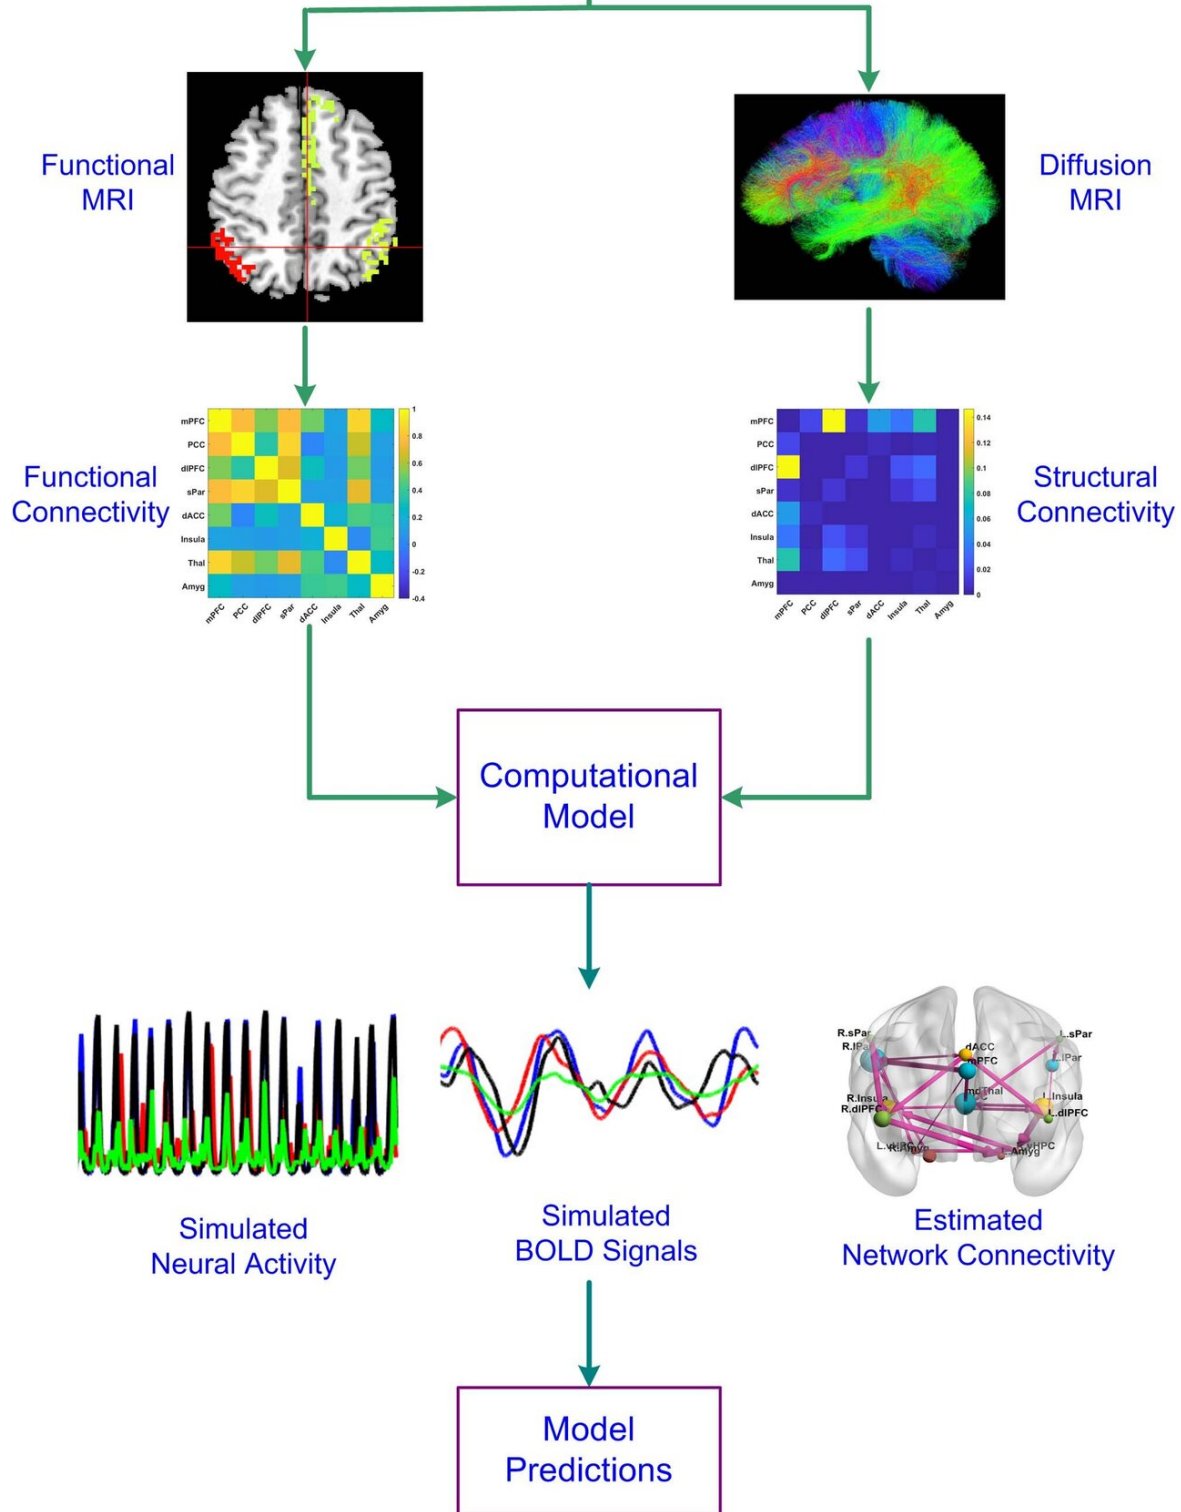 Functional
MRI
Diffusion
MRI
mPFC
PCC
dlPFC
sPar
dACC
Insula
Thal
Amyg
1
0.8
0.6
0.4
0.2
0
-0.2
-0.4
mPFC
PCC
dlPFC
sPar
dACC
Insula
Thal
Amyg
Functional
Connectivity
mPFC
PCC
dlPFC
sPar
dACC
Insula
Thal
Amyg
0.14
0.12
0.1
0.08
0.06
0.04
0.02
0
mPFC
PCC
dlPFC
sPar
dACC
Insula
Thal
Amyg
Structural
Connectivity
Computational
Model
R.sPar
L.sPar
dACC
mPFC
R.Insula
R.dlPFC
L.dlPFC
Simulated
Neural Activity
Simulated
BOLD Signals
Estimated
Network Connectivity
Model
Predictions